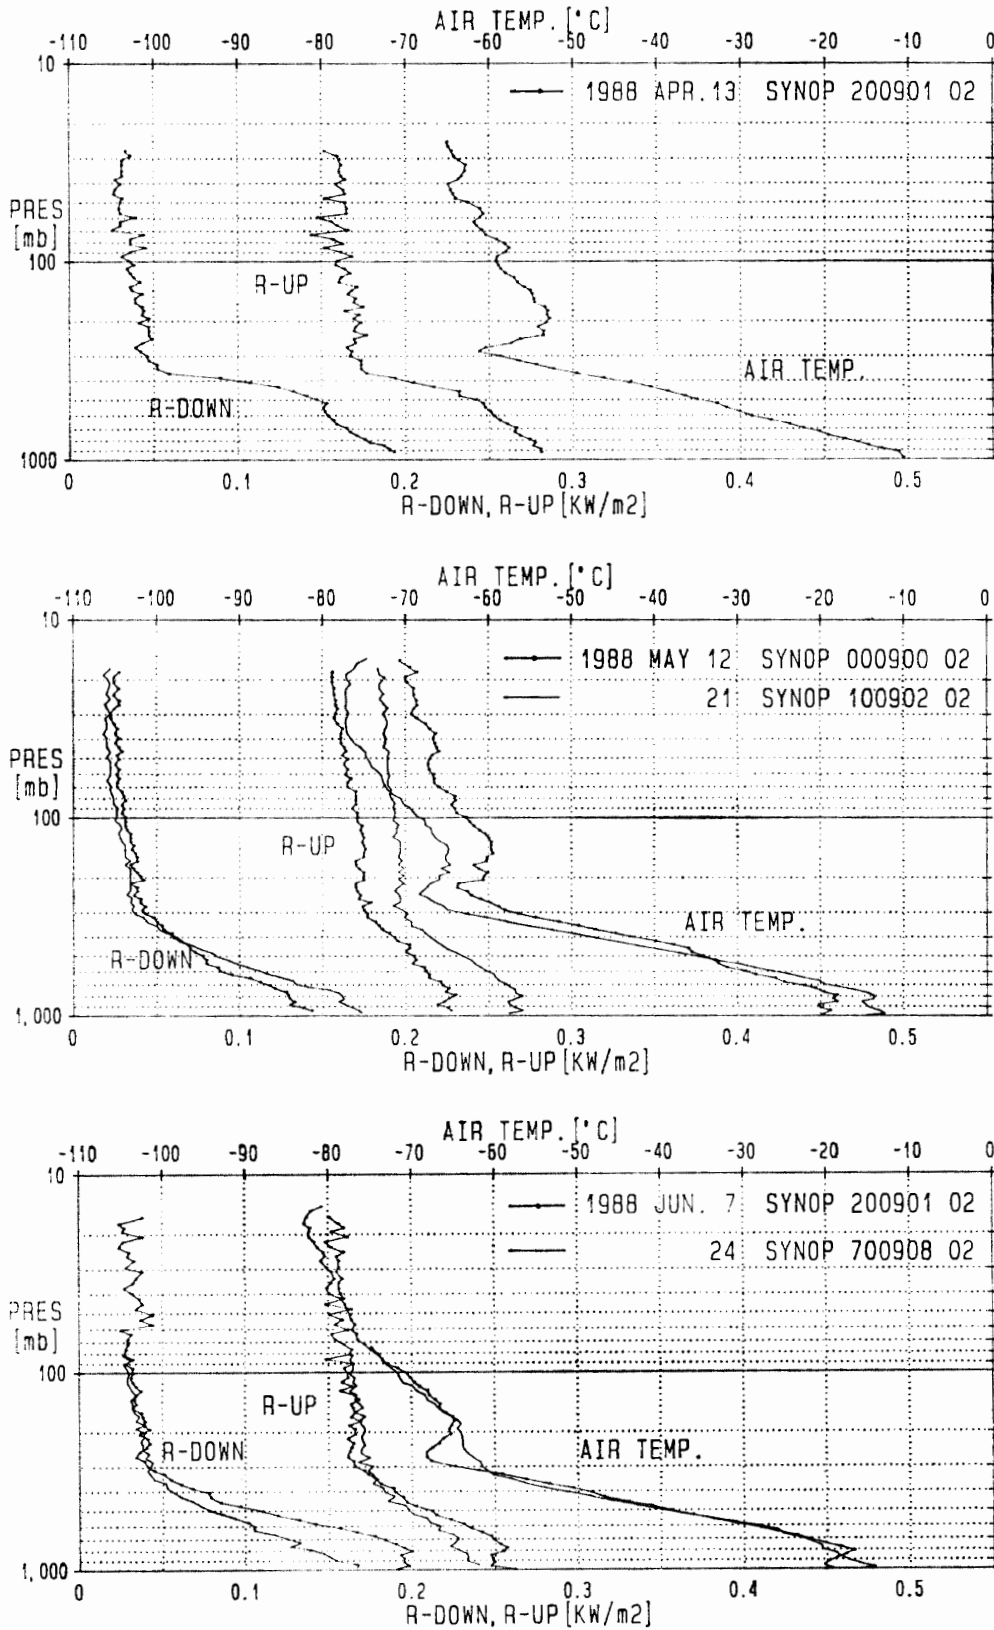 AIR TEMP. [°C]
-110 -100 -90 -80 -70 -60 -50 -40 -30 -20 -10 0
10
1988 APR. 13 SYNOP 200901 02
PRES
[mb]
100
R-UP
AIR TEMP.
R-DOWN
1000
0 0.1 0.2 0.3 0.4 0.5
R-DOWN, R-UP [KW/m2]
AIR TEMP. [°C]
-110 -100 -90 -80 -70 -60 -50 -40 -30 -20 -10 0
10
1988 MAY 12 SYNOP 000900 02
21 SYNOP 100902 02
PRES
[mb]
100
R-UP
AIR TEMP.
R-DOWN
1,000
0 0.1 0.2 0.3 0.4 0.5
R-DOWN, R-UP [KW/m2]
AIR TEMP. [°C]
-110 -100 -90 -80 -70 -60 -50 -40 -30 -20 -10 0
10
1988 JUN. 7 SYNOP 200901 02
24 SYNOP 700908 02
PRES
[mb]
100
R-UP
R-DOWN
AIR TEMP.
1,000
0 0.1 0.2 0.3 0.4 0.5
R-DOWN, R-UP [KW/m2]